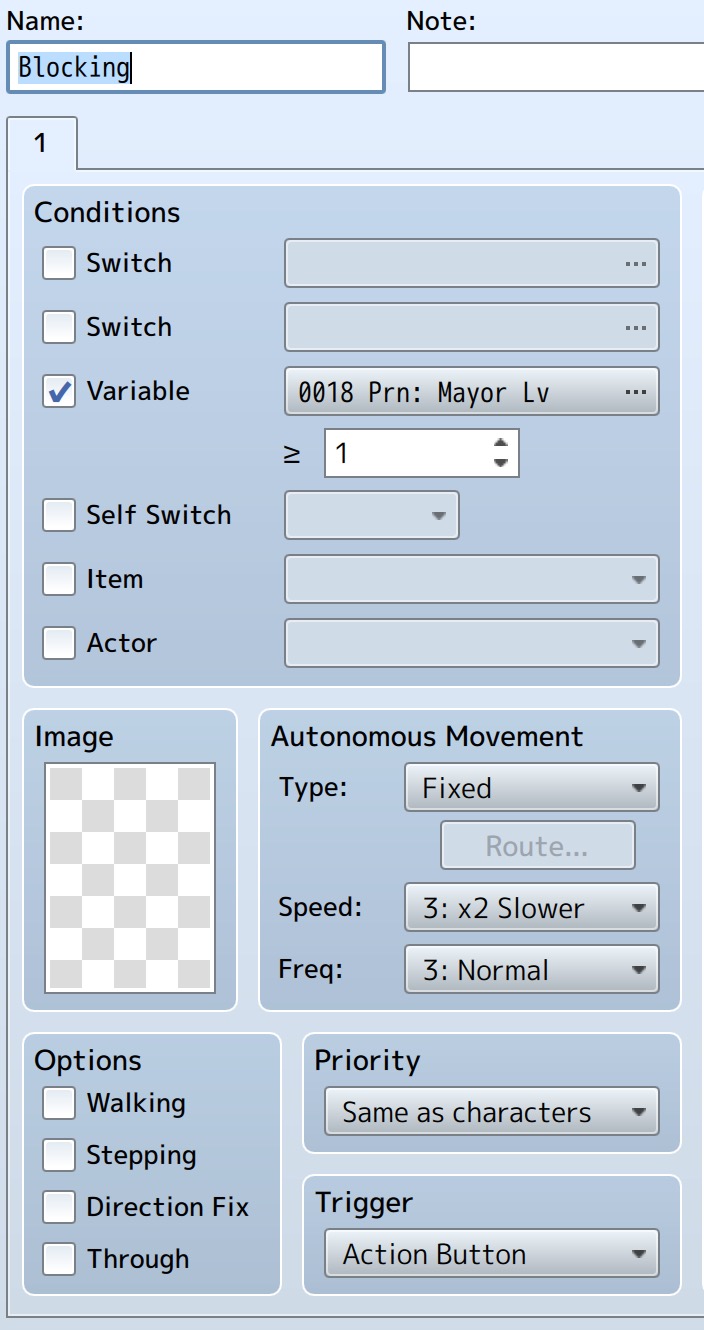 Name:
Note:
Blocking
1
Conditions
Switch ...
Switch ...
Variable 0018 Prn: Mayor Lv ...
≥ 1
Self Switch
Item
Actor
Image
Autonomous Movement
Type: Fixed
Route...
Speed: 3: x2 Slower
Freq: 3: Normal
Options
Walking
Stepping
Direction Fix
Through
Priority
Same as characters
Trigger
Action Button